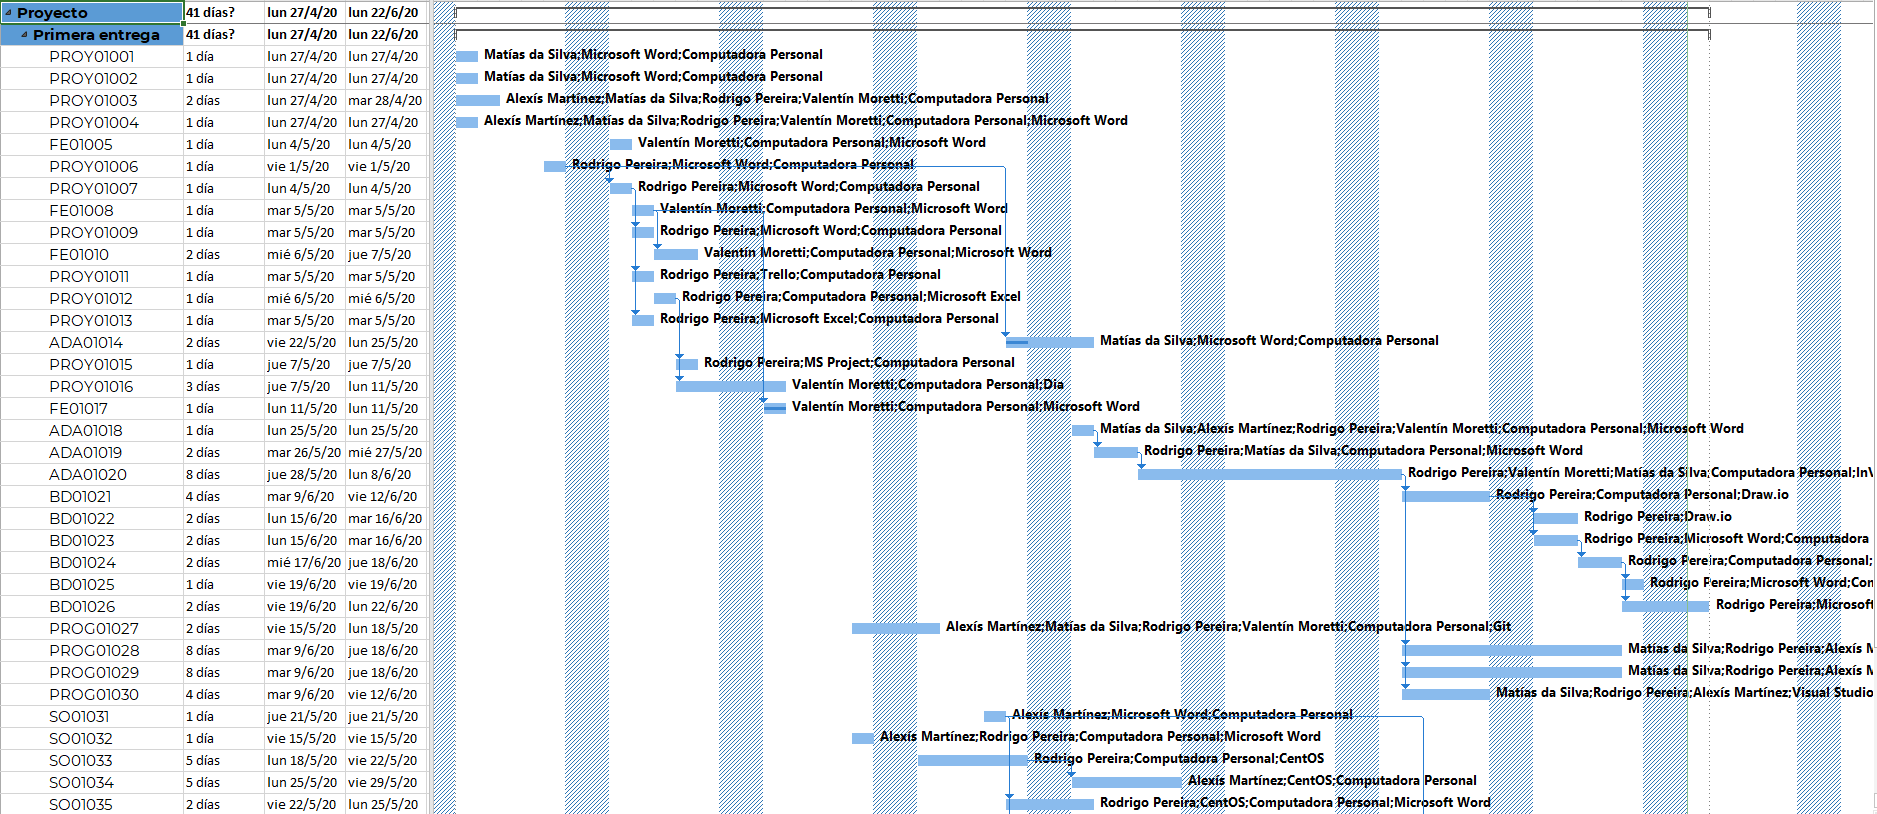 Proyecto 41 días? lun 27/4/20 lun 22/6/20
Primera entrega 41 días? lun 27/4/20 lun 22/6/20
PROY01001 1 día lun 27/4/20 lun 27/4/20 Matías da Silva;Microsoft Word;Computadora Personal
PROY01002 1 día lun 27/4/20 lun 27/4/20 Matías da Silva;Microsoft Word;Computadora Personal
PROY01003 2 días lun 27/4/20 mar 28/4/20 Alexís Martínez;Matías da Silva;Rodrigo Pereira;Valentín Moretti;Computadora Personal
PROY01004 1 día lun 27/4/20 lun 27/4/20 Alexís Martínez;Matías da Silva;Rodrigo Pereira;Valentín Moretti;Computadora Personal;Microsoft Word
FE01005 1 día lun 4/5/20 lun 4/5/20 Valentín Moretti;Computadora Personal;Microsoft Word
PROY01006 1 día vie 1/5/20 vie 1/5/20 Rodrigo Pereira;Microsoft Word;Computadora Personal
PROY01007 1 día lun 4/5/20 lun 4/5/20 Rodrigo Pereira;Microsoft Word;Computadora Personal
FE01008 1 día mar 5/5/20 mar 5/5/20 Valentín Moretti;Computadora Personal;Microsoft Word
PROY01009 1 día mar 5/5/20 mar 5/5/20 Rodrigo Pereira;Microsoft Word;Computadora Personal
FE01010 2 días mié 6/5/20 jue 7/5/20 Valentín Moretti;Computadora Personal;Microsoft Word
PROY01011 1 día mar 5/5/20 mar 5/5/20 Rodrigo Pereira;Trello;Computadora Personal
PROY01012 1 día mié 6/5/20 mié 6/5/20 Rodrigo Pereira;Computadora Personal;Microsoft Excel
PROY01013 1 día mar 5/5/20 mar 5/5/20 Rodrigo Pereira;Microsoft Excel;Computadora Personal
ADA01014 2 días vie 22/5/20 lun 25/5/20 Matías da Silva;Microsoft Word;Computadora Personal
PROY01015 1 día jue 7/5/20 jue 7/5/20 Rodrigo Pereira;MS Project;Computadora Personal
PROY01016 3 días jue 7/5/20 lun 11/5/20 Valentín Moretti;Computadora Personal;Dia
FE01017 1 día lun 11/5/20 lun 11/5/20 Valentín Moretti;Computadora Personal;Microsoft Word
ADA01018 1 día lun 25/5/20 lun 25/5/20 Matías da Silva;Alexís Martínez;Rodrigo Pereira;Valentín Moretti;Computadora Personal;Microsoft Word
ADA01019 2 días mar 26/5/20 mié 27/5/20 Rodrigo Pereira;Matías da Silva;Computadora Personal;Microsoft Word
ADA01020 8 días jue 28/5/20 lun 8/6/20 Rodrigo Pereira;Valentín Moretti;Matías da Silva;Computadora Personal;InV
BD01021 4 días mar 9/6/20 vie 12/6/20 Rodrigo Pereira;Computadora Personal;Draw.io
BD01022 2 días lun 15/6/20 mar 16/6/20 Rodrigo Pereira;Draw.io
BD01023 2 días lun 15/6/20 mar 16/6/20 Rodrigo Pereira;Microsoft Word;Computadora
BD01024 2 días mié 17/6/20 jue 18/6/20 Rodrigo Pereira;Computadora Personal;
BD01025 1 día vie 19/6/20 vie 19/6/20 Rodrigo Pereira;Microsoft Word;Com
BD01026 2 días vie 19/6/20 lun 22/6/20 Rodrigo Pereira;Microsoft
PROG01027 2 días vie 15/5/20 lun 18/5/20 Alexís Martínez;Matías da Silva;Rodrigo Pereira;Valentín Moretti;Computadora Personal;Git
PROG01028 8 días mar 9/6/20 jue 18/6/20 Matías da Silva;Rodrigo Pereira;Alexís M
PROG01029 8 días mar 9/6/20 jue 18/6/20 Matías da Silva;Rodrigo Pereira;Alexís M
PROG01030 4 días mar 9/6/20 vie 12/6/20 Matías da Silva;Rodrigo Pereira;Alexís Martínez;Visual Studio
SO01031 1 día jue 21/5/20 jue 21/5/20 Alexís Martínez;Microsoft Word;Computadora Personal
SO01032 1 día vie 15/5/20 vie 15/5/20 Alexís Martínez;Rodrigo Pereira;Computadora Personal;Microsoft Word
SO01033 5 días lun 18/5/20 vie 22/5/20 Rodrigo Pereira;Computadora Personal;CentOS
SO01034 5 días lun 25/5/20 vie 29/5/20 Alexís Martínez;CentOS;Computadora Personal
SO01035 2 días vie 22/5/20 lun 25/5/20 Rodrigo Pereira;CentOS;Computadora Personal;Microsoft Word